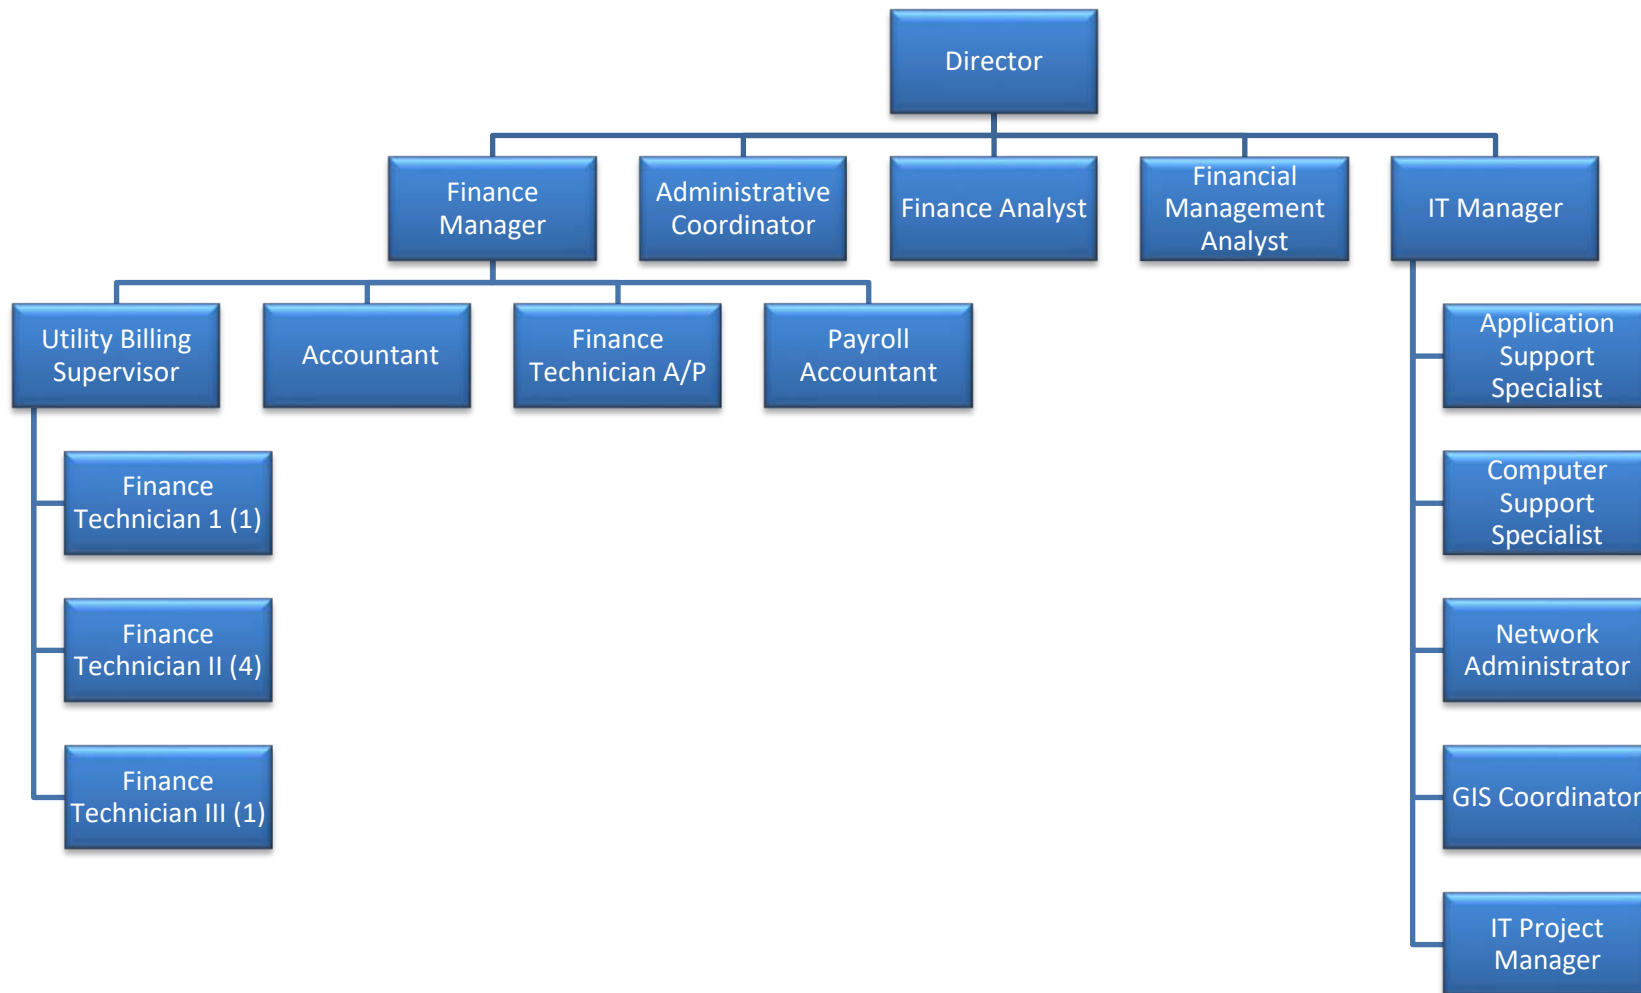 Director
Finance
Manager
Administrative
Coordinator
Finance Analyst
Financial
Management
Analyst
IT Manager
Utility Billing
Supervisor
Accountant
Finance
Technician A/P
Payroll
Accountant
Application
Support
Specialist
Finance
Technician 1 (1)
Computer
Support
Specialist
Finance
Technician II (4)
Network
Administrator
Finance
Technician III (1)
GIS Coordinator
IT Project
Manager